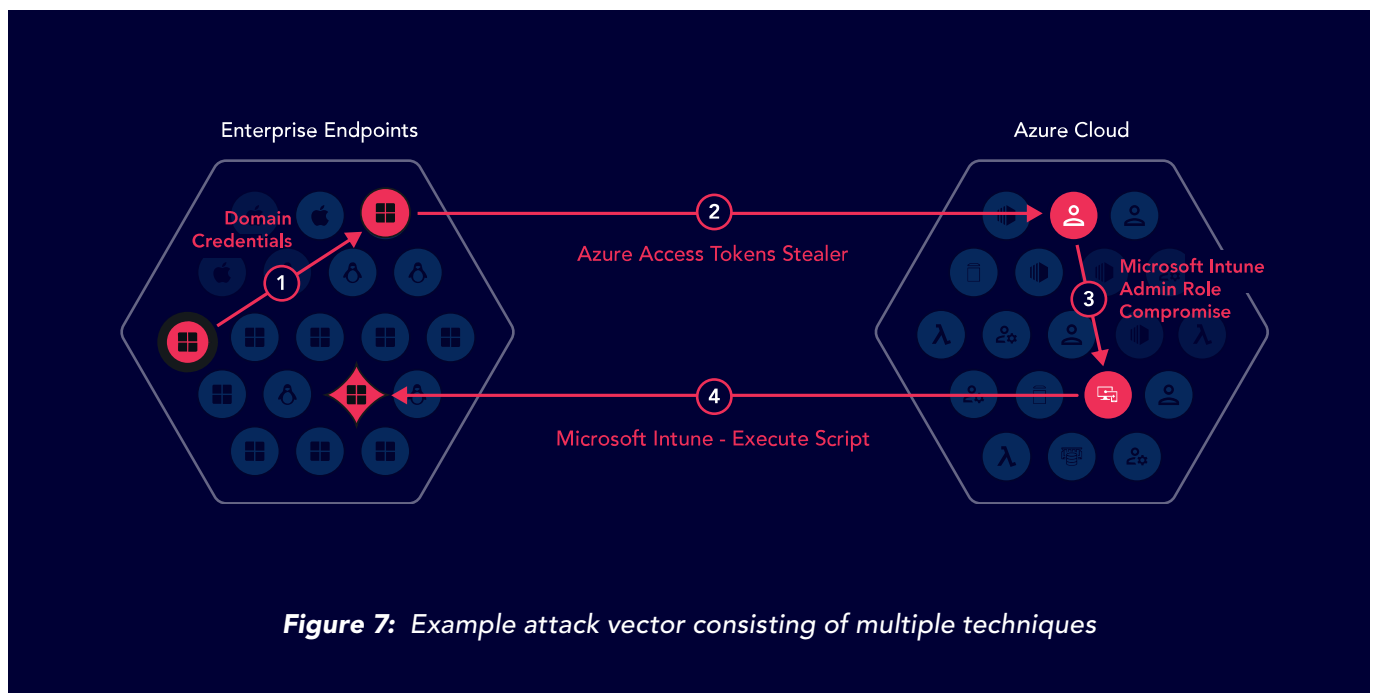 Enterprise Endpoints
Azure Cloud
Domain
Credentials
1
2
Azure Access Tokens Stealer
Microsoft Intune
Admin Role
Compromise
3
4
Microsoft Intune - Execute Script
λ
λ
λ
Figure 7: Example attack vector consisting of multiple techniques